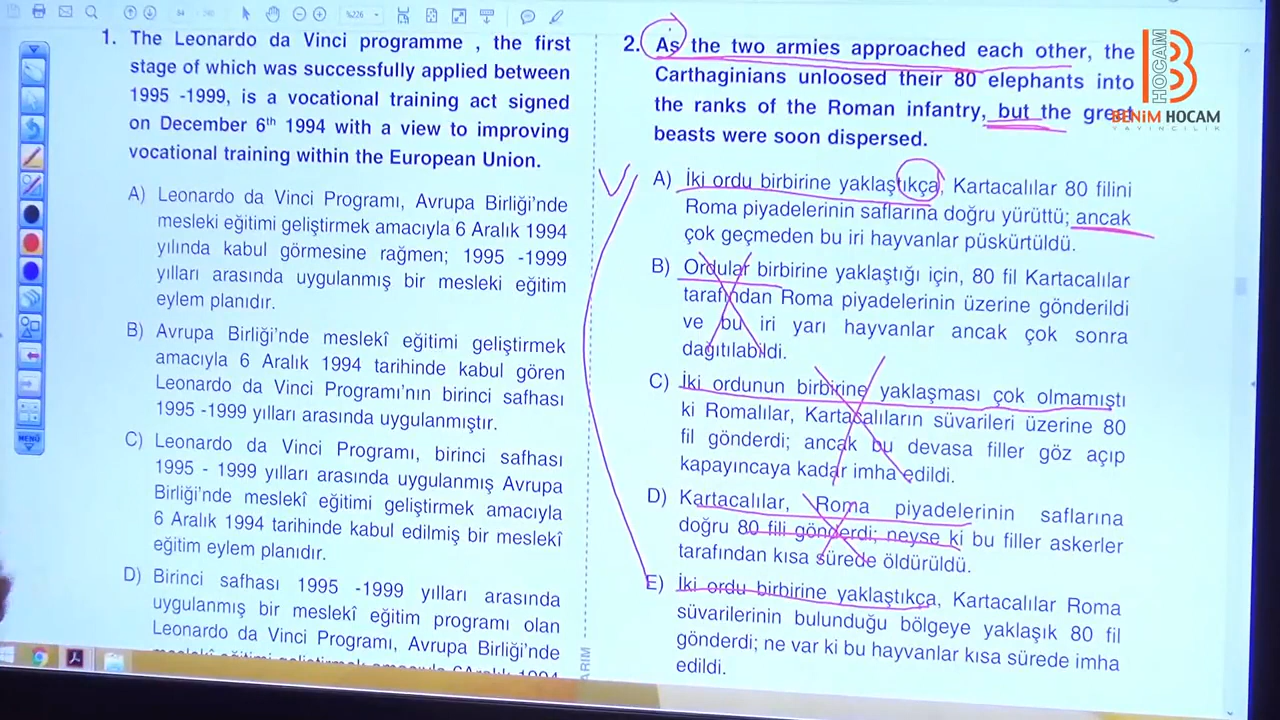 %226
1. The Leonardo da Vinci programme , the first
stage of which was successfully applied between
1995 -1999, is a vocational training act signed
on December 6th 1994 with a view to improving
vocational training within the European Union.
A) Leonardo da Vinci Programı, Avrupa Birliği'nde
mesleki eğitimi geliştirmek amacıyla 6 Aralık 1994
yılında kabul görmesine rağmen; 1995 -1999
yılları arasında uygulanmış bir mesleki eğitim
eylem planıdır.
B) Avrupa Birliği'nde meslekî eğitimi geliştirmek
amacıyla 6 Aralık 1994 tarihinde kabul gören
Leonardo da Vinci Programı'nın birinci safhası
1995 -1999 yılları arasında uygulanmıştır.
C) Leonardo da Vinci Programı, birinci safhası
1995 - 1999 yılları arasında uygulanmış Avrupa
Birliği'nde meslekî eğitimi geliştirmek amacıyla
6 Aralık 1994 tarihinde kabul edilmiş bir meslekî
eğitim eylem planıdır.
D) Birinci safhası 1995 -1999 yılları arasında
uygulanmış bir meslekî eğitim programı olan
Leonardo da Vinci Programı, Avrupa Birliği'nde
2. As the two armies approached each other, the
Carthaginians unloosed their 80 elephants into
the ranks of the Roman infantry, but the great
beasts were soon dispersed.
A) İki ordu birbirine yaklaştıkça, Kartacalılar 80 filini
Roma piyadelerinin saflarına doğru yürüttü; ancak
çok geçmeden bu iri hayvanlar püskürtüldü.
B) Ordular birbirine yaklaştığı için, 80 fil Kartacalılar
tarafından Roma piyadelerinin üzerine gönderildi
ve bu iri yarı hayvanlar ancak çok sonra
dağıtılabildi.
C) İki ordunun birbirine yaklaşması çok olmamıştı
ki Romalılar, Kartacalıların süvarileri üzerine 80
fil gönderdi; ancak bu devasa filler göz açıp
kapayıncaya kadar imha edildi.
D) Kartacalılar, Roma piyadelerinin saflarına
doğru 80 fili gönderdi; neyse ki bu filler askerler
tarafından kısa sürede öldürüldü.
E) İki ordu birbirine yaklaştıkça, Kartacalılar Roma
süvarilerinin bulunduğu bölgeye yaklaşık 80 fil
gönderdi; ne var ki bu hayvanlar kısa sürede imha
edildi.
MENÜ
HOCAM
BENiM HOCAM
YAYINCILIK